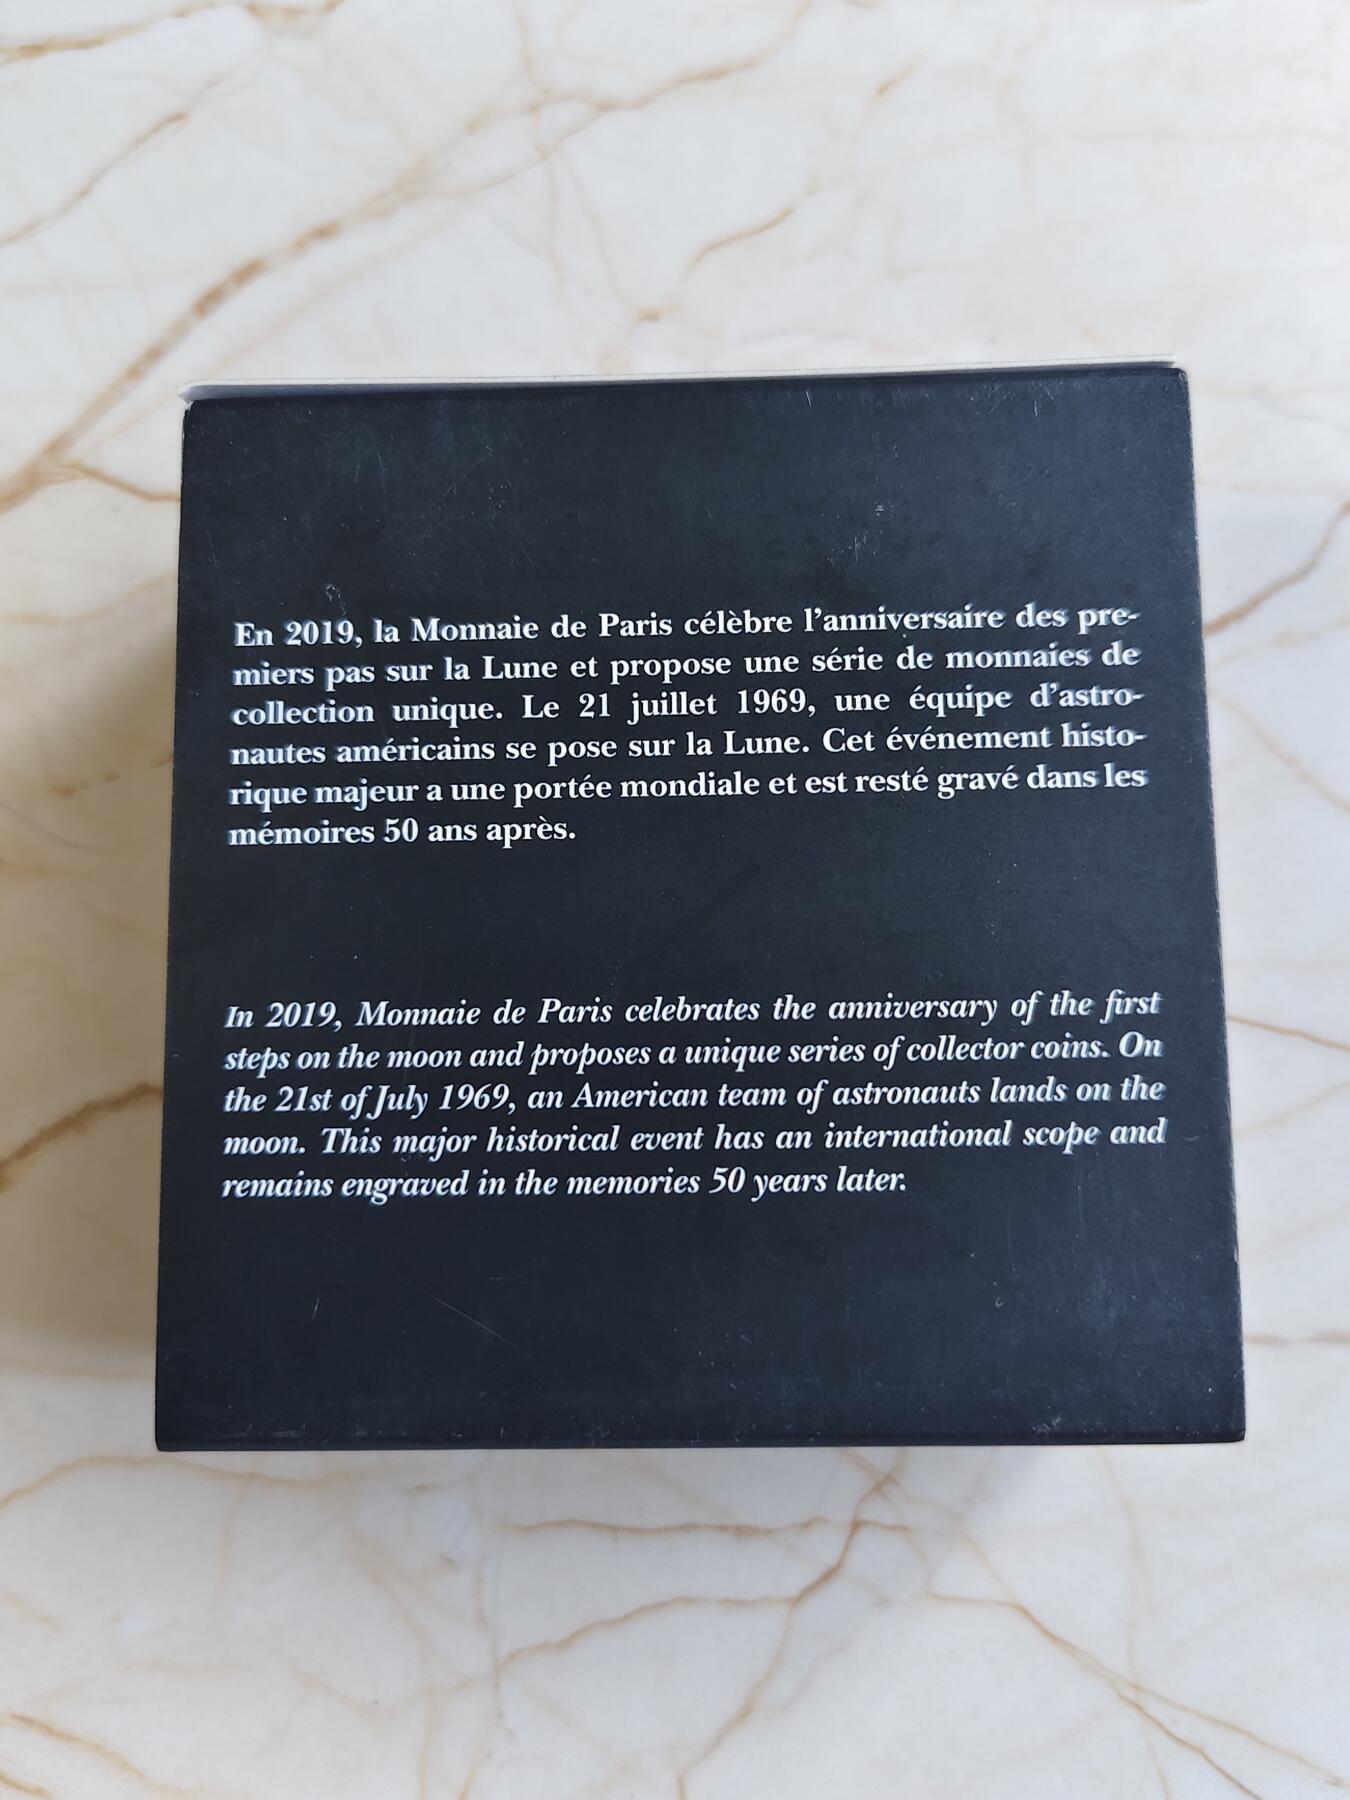 En 2019, la Monnaie de Paris célèbre l'anniversaire des pre-
miers pas sur la Lune et propose une série de monnaies de
collection unique. Le 21 juillet 1969, une équipe d'astro-
nautes américains se pose sur la Lune. Cet événement histo-
rique majeur a une portée mondiale et est resté gravé dans les
mémoires 50 ans après.
In 2019, Monnaie de Paris celebrates the anniversary of the first
steps on the moon and proposes a unique series of collector coins. On
the 21st of July 1969, an American team of astronauts lands on the
moon. This major historical event has an international scope and
remains engraved in the memories 50 years later.